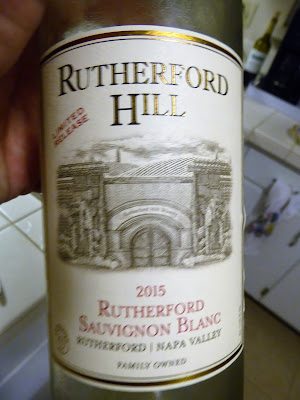 RUTHERFORD
HILL
LIMITED
RELEASE
2015
RUTHERFORD
SAUVIGNON BLANC
RUTHERFORD | NAPA VALLEY
FAMILY OWNED